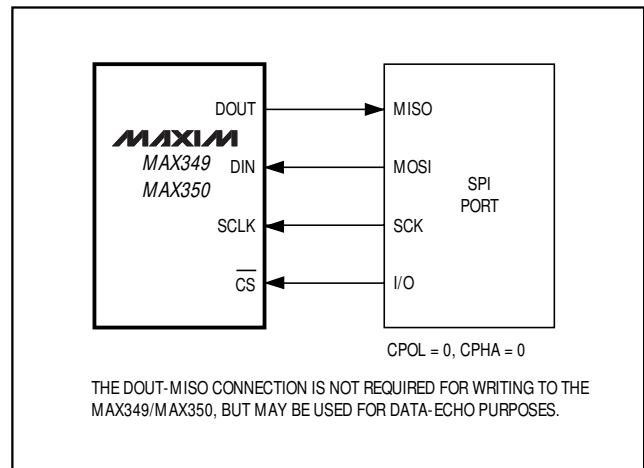 DOUT MISO
MAXIM
MAX349 DIN MOSI
MAX350
SPI
PORT
SCLK SCK
CS I/O
CPOL = 0, CPHA = 0
THE DOUT-MISO CONNECTION IS NOT REQUIRED FOR WRITING TO THE
MAX349/MAX350, BUT MAY BE USED FOR DATA-ECHO PURPOSES.